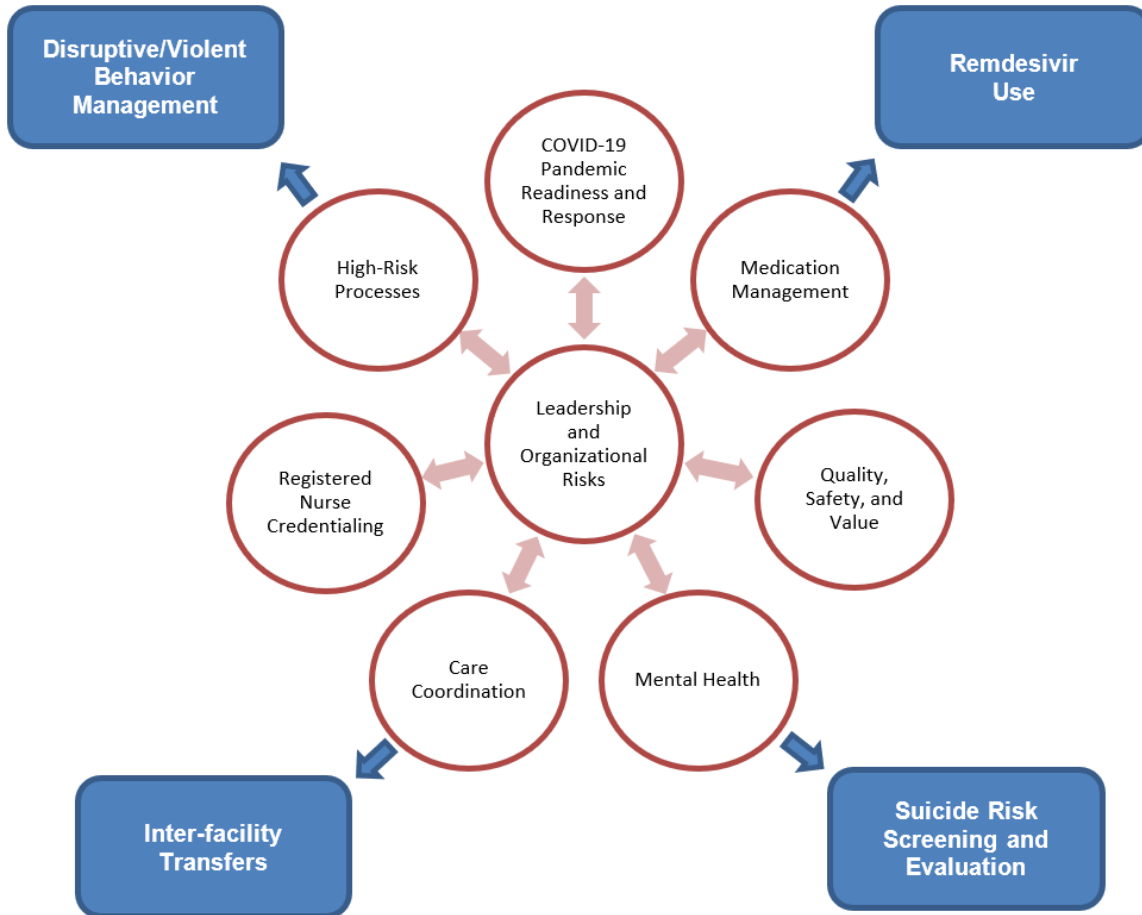 Disruptive/Violent
Behavior
Management
Remdesivir
Use
COVID-19
Pandemic
Readiness and
Response
High-Risk
Processes
Medication
Management
Leadership
and
Organizational
Risks
Registered
Nurse
Credentialing
Quality,
Safety, and
Value
Care
Coordination
Mental Health
Inter-facility
Transfers
Suicide Risk
Screening and
Evaluation